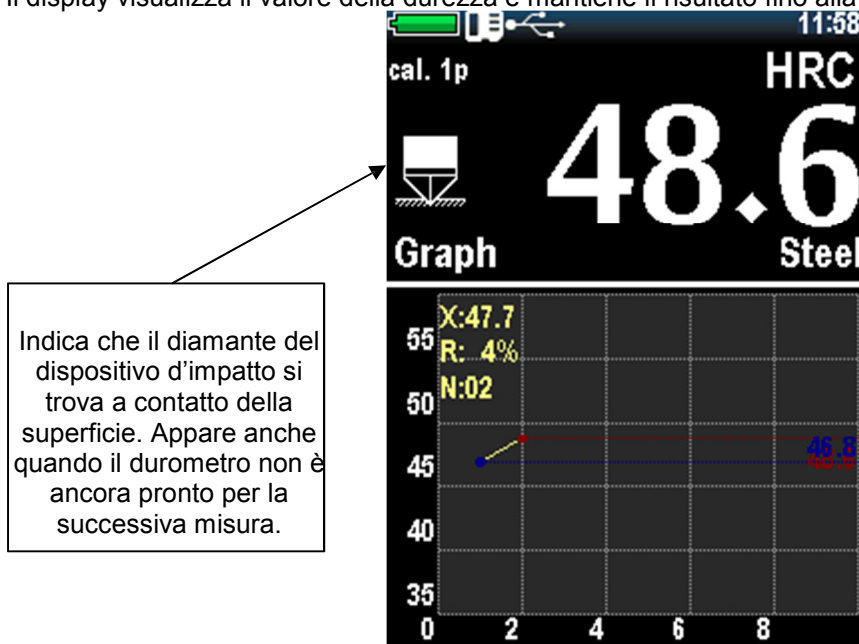 Il display visualizza il valore della durezza e mantiene il risultato fino alla
11:58
cal. 1p
HRC
48.6
Graph
Steel
Indica che il diamante del
dispositivo d'impatto si
trova a contatto della
superficie. Appare anche
quando il durometro non è
ancora pronto per la
successiva misura.
X:47.7
R: 4%
N:02
55
50
45
40
35
46.8
0 2 4 6 8